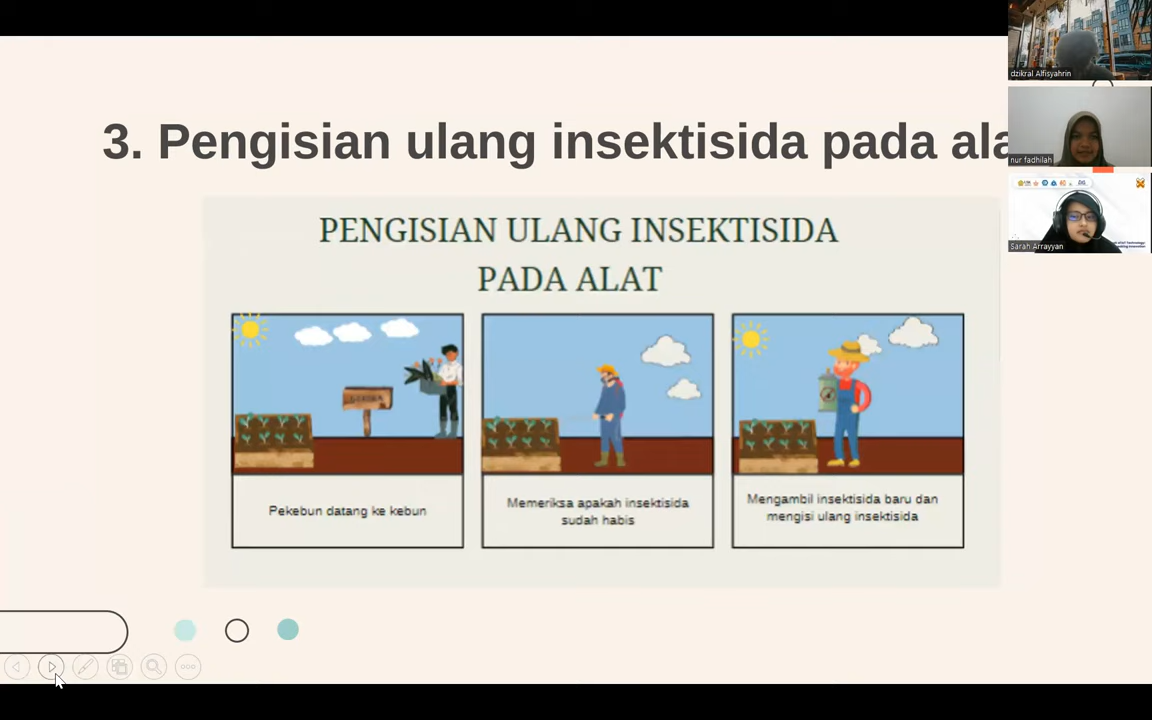 3. Pengisian ulang insektisida pada ala
PENGISIAN ULANG INSEKTISIDA
PADA ALAT
Pekebun datang ke kebun
Memeriksa apakah insektisida
sudah habis
Mengambil insektisida baru dan
mengisi ulang insektisida
dzikral Alfisyahrin
nur fadhilah
Sarah Arrayyan